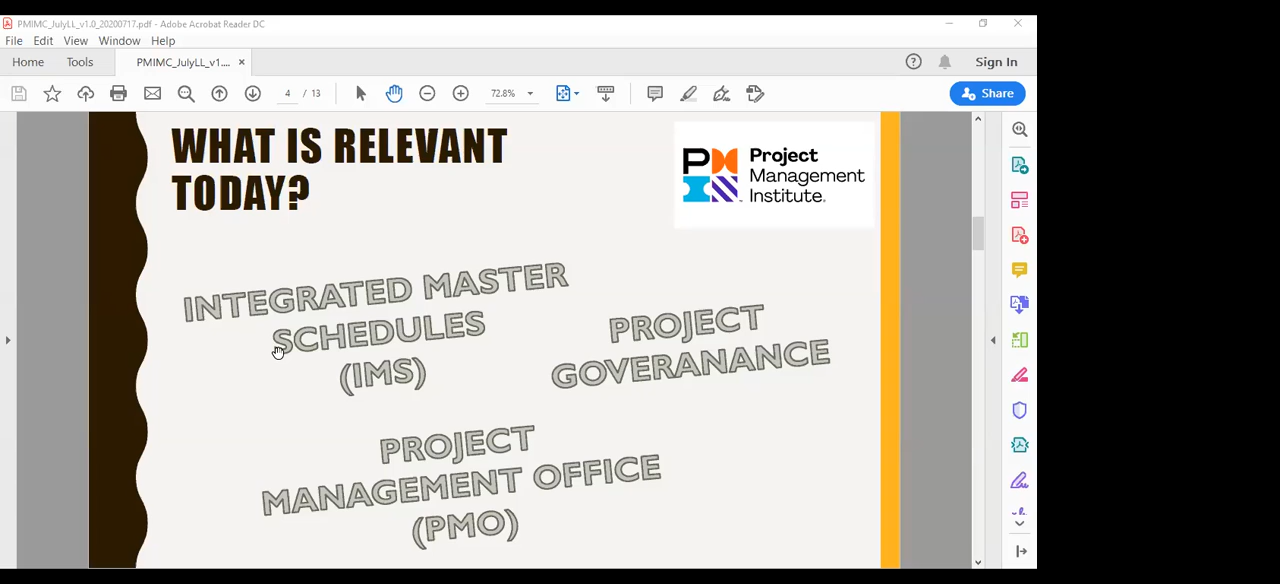 PMIMC_JulyLL_v1.0_20200717.pdf - Adobe Acrobat Reader DC
File Edit View Window Help
Home Tools PMIMC_JulyLL_v1.... × Sign In
4 / 13 72.8% Share
WHAT IS RELEVANT
TODAY?
Project
Management
Institute.
INTEGRATED MASTER
SCHEDULES
(IMS)
PROJECT
GOVERANANCE
PROJECT
MANAGEMENT OFFICE
(PMO)